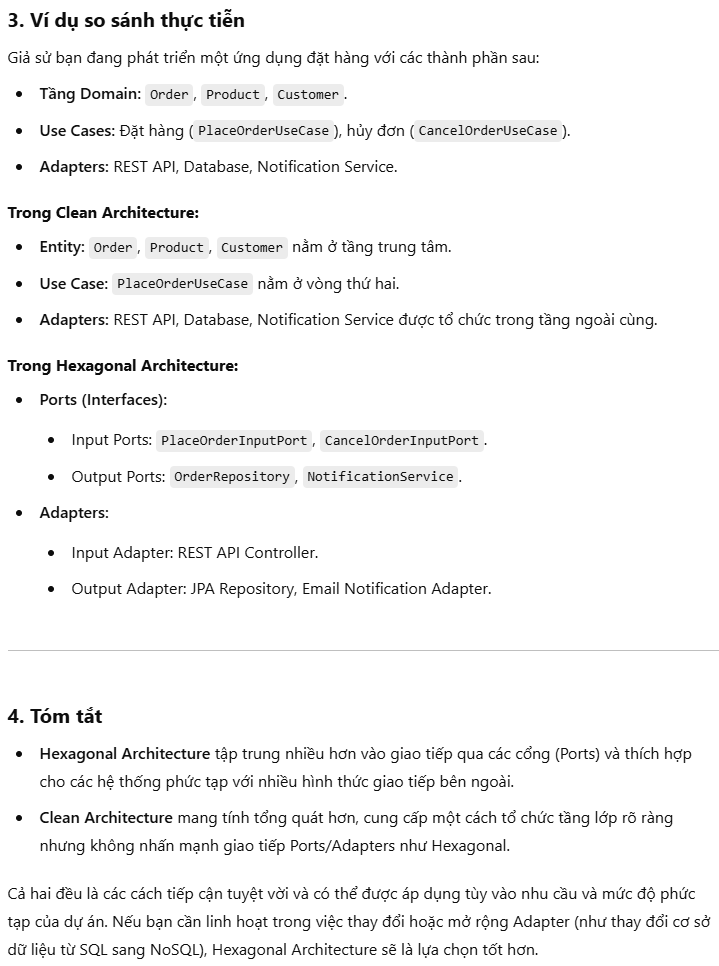 3. Ví dụ so sánh thực tiễn
Giả sử bạn đang phát triển một ứng dụng đặt hàng với các thành phần sau:
• Tầng Domain: Order, Product, Customer.
• Use Cases: Đặt hàng (PlaceOrderUseCase), hủy đơn (CancelOrderUseCase).
• Adapters: REST API, Database, Notification Service.
Trong Clean Architecture:
• Entity: Order, Product, Customer nằm ở tầng trung tâm.
• Use Case: PlaceOrderUseCase nằm ở vòng thứ hai.
• Adapters: REST API, Database, Notification Service được tổ chức trong tầng ngoài cùng.
Trong Hexagonal Architecture:
• Ports (Interfaces):
• Input Ports: PlaceOrderInputPort, CancelOrderInputPort.
• Output Ports: OrderRepository, NotificationService.
• Adapters:
• Input Adapter: REST API Controller.
• Output Adapter: JPA Repository, Email Notification Adapter.
4. Tóm tắt
• Hexagonal Architecture tập trung nhiều hơn vào giao tiếp qua các cổng (Ports) và thích hợp
cho các hệ thống phức tạp với nhiều hình thức giao tiếp bên ngoài.
• Clean Architecture mang tính tổng quát hơn, cung cấp một cách tổ chức tầng lớp rõ ràng
nhưng không nhấn mạnh giao tiếp Ports/Adapters như Hexagonal.
Cả hai đều là các cách tiếp cận tuyệt vời và có thể được áp dụng tùy vào nhu cầu và mức độ phức
tạp của dự án. Nếu bạn cần linh hoạt trong việc thay đổi hoặc mở rộng Adapter (như thay đổi cơ sở
dữ liệu từ SQL sang NoSQL), Hexagonal Architecture sẽ là lựa chọn tốt hơn.